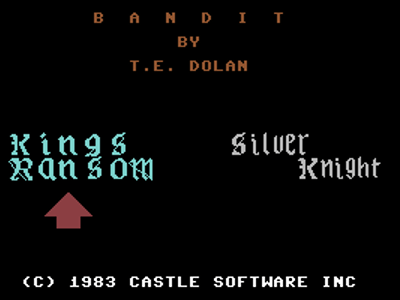 B A N D I T
BY
T.E. DOLAN
Kings
Ransom
Silver
Knight
(C) 1983 CASTLE SOFTWARE INC